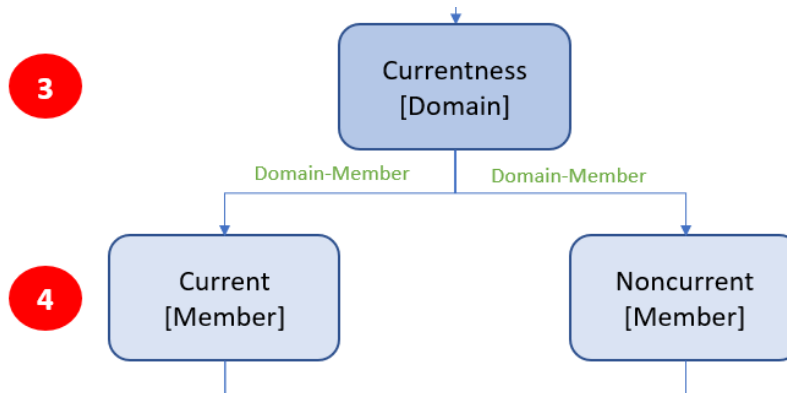 3
Currentness
[Domain]
Domain-Member
Domain-Member
4
Current
[Member]
Noncurrent
[Member]